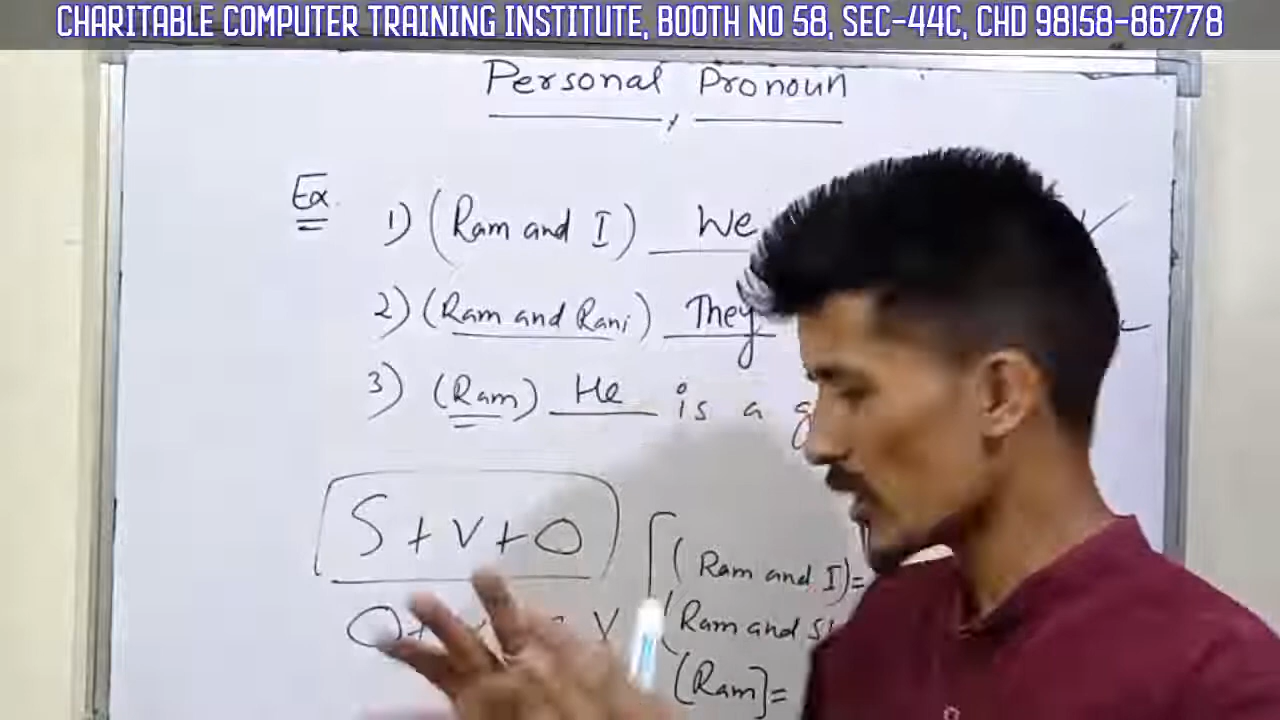 CHARITABLE COMPUTER TRAINING INSTITUTE, BOOTH NO 58, SEC-44C, CHD 98158-86778
Personal Pronoun
Ex. 1) (Ram and I) We
2) (Ram and Rani) They
3) (Ram) He is a g
S + V + O
(Ram and I) =
O + V
(Ram and S
(Ram) =